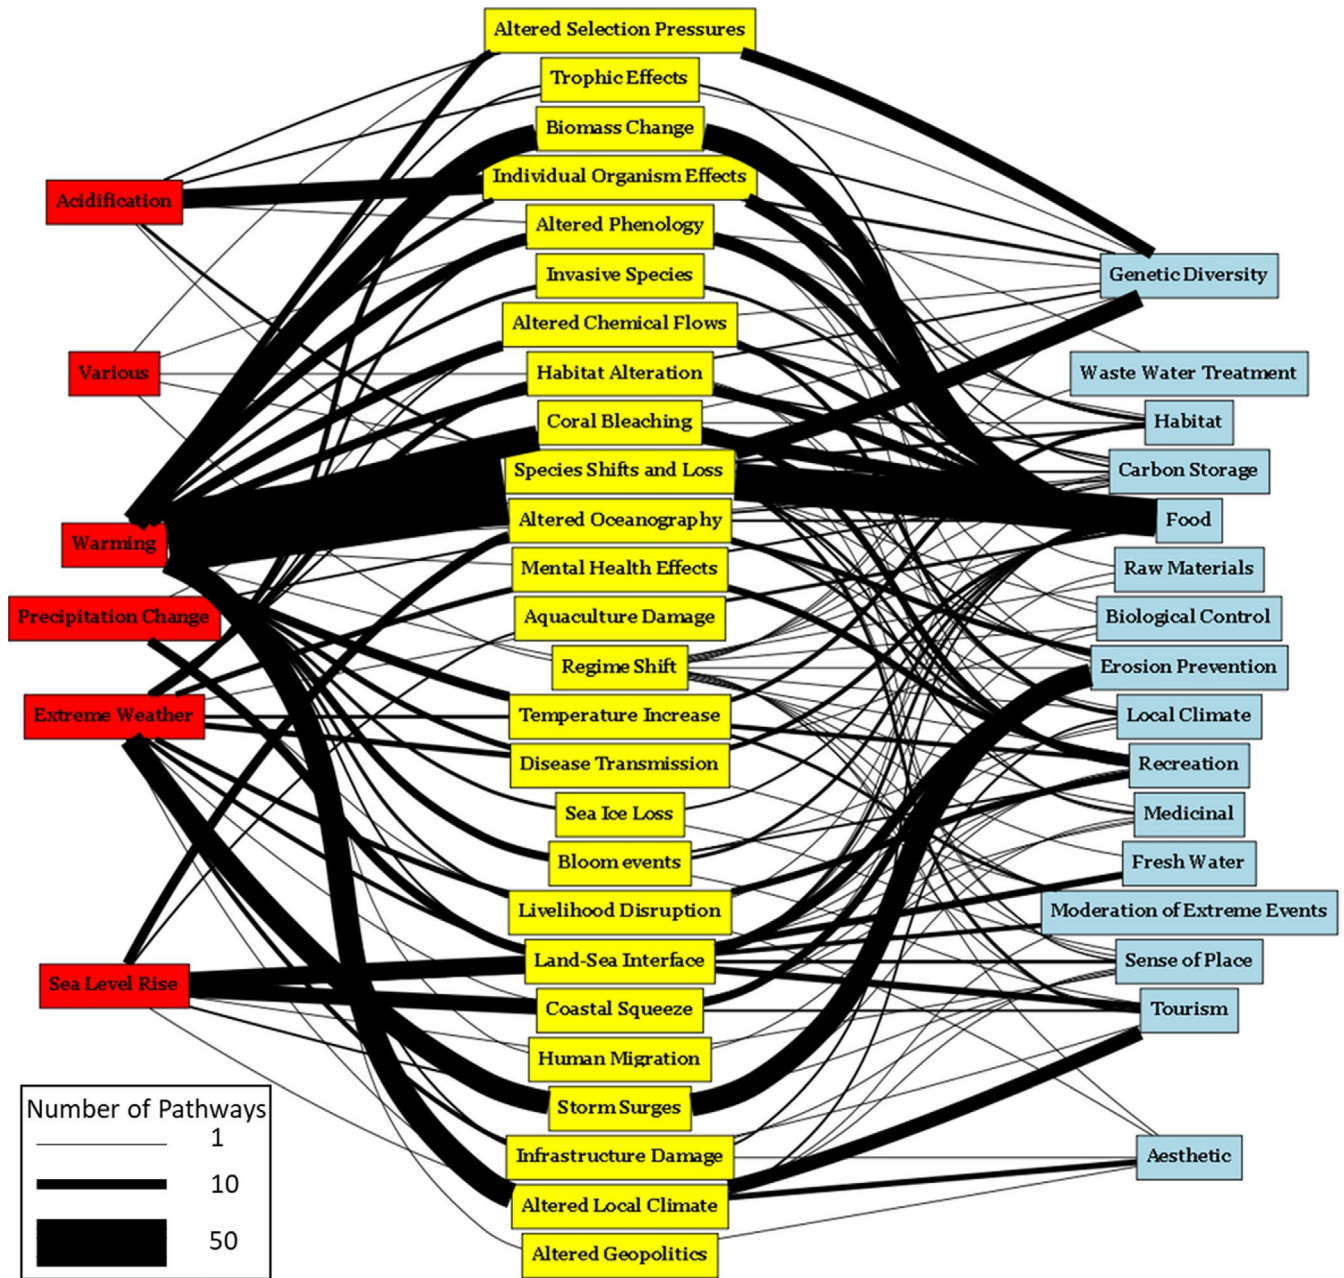 Altered Selection Pressures
Trophic Effects
Biomass Change
Individual Organism Effects
Acidification
Altered Phenology
Invasive Species
Genetic Diversity
Altered Chemical Flows
Various
Habitat Alteration
Waste Water Treatment
Coral Bleaching
Habitat
Species Shifts and Loss
Carbon Storage
Altered Oceanography
Food
Warming
Mental Health Effects
Raw Materials
Precipitation Change
Aquaculture Damage
Biological Control
Regime Shift
Erosion Prevention
Extreme Weather
Temperature Increase
Local Climate
Disease Transmission
Recreation
Sea Ice Loss
Medicinal
Bloom events
Fresh Water
Livelihood Disruption
Moderation of Extreme Events
Land-Sea Interface
Sense of Place
Sea Level Rise
Coastal Squeeze
Tourism
Human Migration
Storm Surges
Number of Pathways
1
10
50
Infrastructure Damage
Aesthetic
Altered Local Climate
Altered Geopolitics